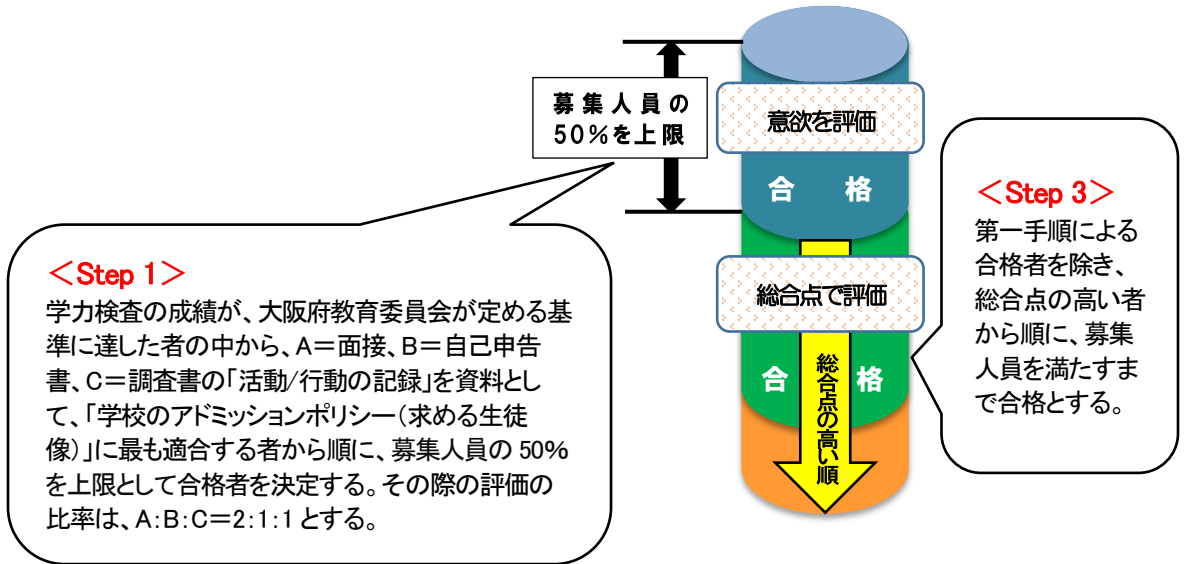 募集人員の
50%を上限
意欲を評価
合 格
<Step 1>
学力検査の成績が、大阪府教育委員会が定める基
準に達した者の中から、A=面接、B=自己申告
書、C=調査書の「活動/行動の記録」を資料とし
て、「学校のアドミッションポリシー(求める生徒
像)」に最も適合する者から順に、募集人員の 50%
を上限として合格者を決定する。その際の評価の
比率は、A:B:C=2:1:1 とする。
総合点で評価
合 格
総合点の高い順
<Step 3>
第一手順による
合格者を除き、
総合点の高い者
から順に、募集
人員を満たすま
で合格とする。